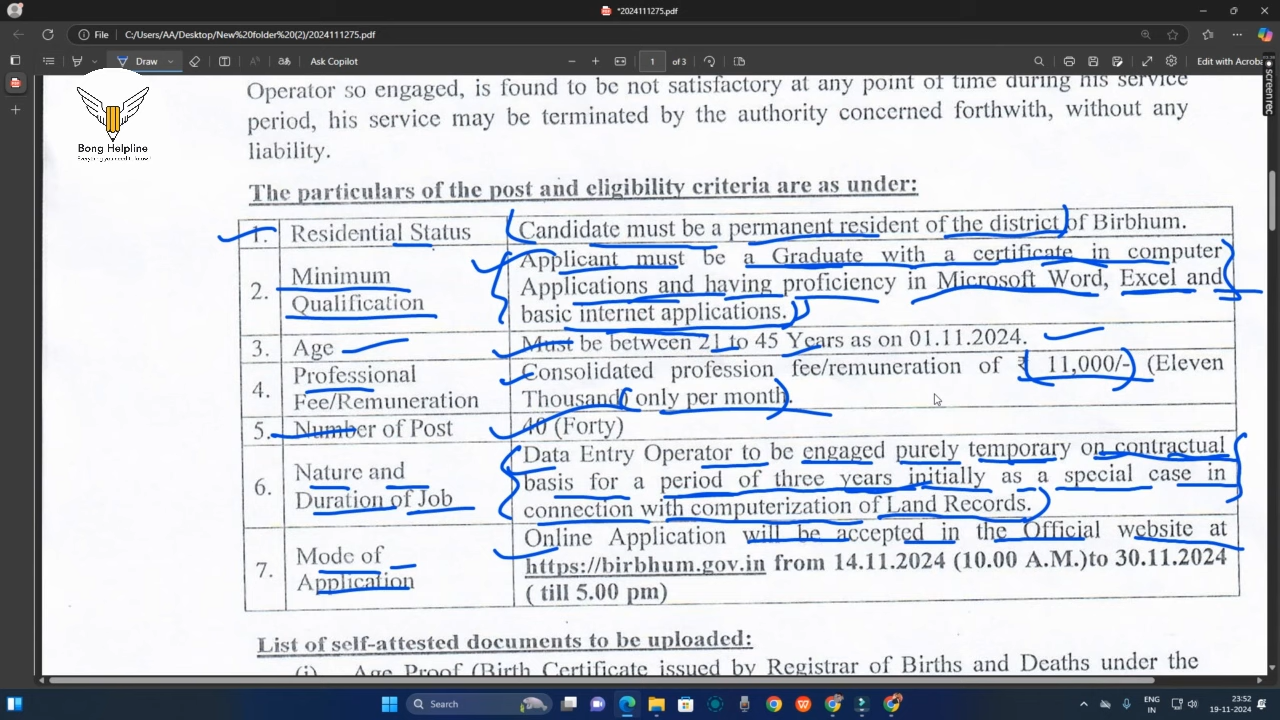 *2024111275.pdf
File C:/Users/AA/Desktop/New%20folder%20(2)/2024111275.pdf
Draw Ask Copilot 1 of 3 Edit with Acroba
screen rec
Bong Helpline
Operator so engaged, is found to be not satisfactory at any point of time during his service
period, his service may be terminated by the authority concerned forthwith, without any
liability.
The particulars of the post and eligibility criteria are as under:
1. Residential Status Candidate must be a permanent resident of the district of Birbhum.
2. Minimum Qualification
Applicant must be a Graduate with a certificate in computer
Applications and having proficiency in Microsoft Word, Excel and
basic internet applications.
3. Age Must be between 21 to 45 Years as on 01.11.2024.
4. Professional Fee/Remuneration
Consolidated profession fee/remuneration of ₹ 11,000/- (Eleven
Thousand) only per month.
5. Number of Post 40 (Forty)
6. Nature and Duration of Job
Data Entry Operator to be engaged purely temporary on contractual
basis for a period of three years initially as a special case in
connection with computerization of Land Records.
7. Mode of Application
Online Application will be accepted in the Official website at
https://birbhum.gov.in from 14.11.2024 (10.00 A.M.)to 30.11.2024
( till 5.00 pm)
List of self-attested documents to be uploaded:
(i) Age Proof (Birth Certificate issued by Registrar of Births and Deaths under the
Search
ENG
IN
23:52
19-11-2024